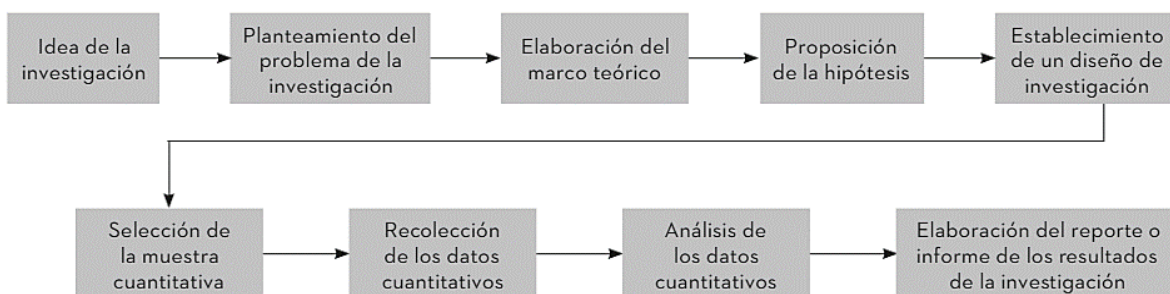 Idea de la
investigación
Planteamiento del
problema de la
investigación
Elaboración del
marco teórico
Proposición
de la hipótesis
Establecimiento
de un diseño de
investigación
Selección de
la muestra
cuantitativa
Recolección
de los datos
cuantitativos
Análisis de
los datos
cuantitativos
Elaboración del reporte o
informe de los resultados
de la investigación